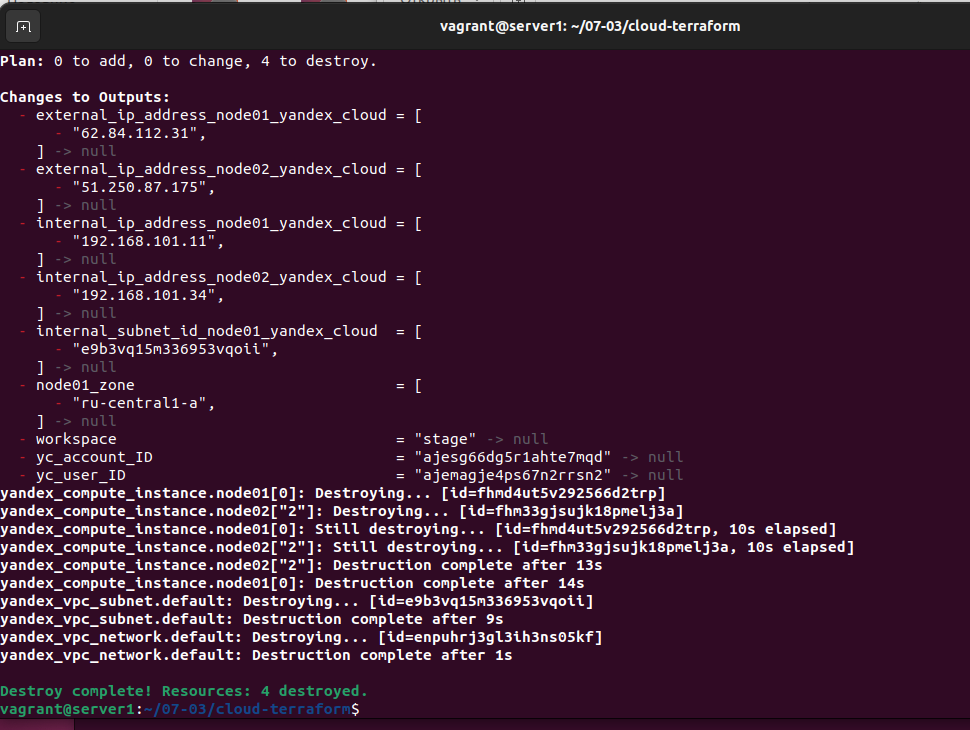 vagrant@server1: ~/07-03/cloud-terraform
Plan: 0 to add, 0 to change, 4 to destroy.
Changes to Outputs:
- external_ip_address_node01_yandex_cloud = [
- "62.84.112.31",
] -> null
- external_ip_address_node02_yandex_cloud = [
- "51.250.87.175",
] -> null
- internal_ip_address_node01_yandex_cloud = [
- "192.168.101.11",
] -> null
- internal_ip_address_node02_yandex_cloud = [
- "192.168.101.34",
] -> null
- internal_subnet_id_node01_yandex_cloud  = [
- "e9b3vq15m336953vqoii",
] -> null
- node01_zone                             = [
- "ru-central1-a",
] -> null
- workspace                               = "stage" -> null
- yc_account_ID                           = "ajesg66dg5r1ahte7mqd" -> null
- yc_user_ID                              = "ajemagje4ps67n2rrsn2" -> null
yandex_compute_instance.node01[0]: Destroying... [id=fhmd4ut5v292566d2trp]
yandex_compute_instance.node02["2"]: Destroying... [id=fhm33gjsujk18pmelj3a]
yandex_compute_instance.node01[0]: Still destroying... [id=fhmd4ut5v292566d2trp, 10s elapsed]
yandex_compute_instance.node02["2"]: Still destroying... [id=fhm33gjsujk18pmelj3a, 10s elapsed]
yandex_compute_instance.node02["2"]: Destruction complete after 13s
yandex_compute_instance.node01[0]: Destruction complete after 14s
yandex_vpc_subnet.default: Destroying... [id=e9b3vq15m336953vqoii]
yandex_vpc_subnet.default: Destruction complete after 9s
yandex_vpc_network.default: Destroying... [id=enpuhrj3gl3ih3ns05kf]
yandex_vpc_network.default: Destruction complete after 1s
Destroy complete! Resources: 4 destroyed.
vagrant@server1:~/07-03/cloud-terraform$